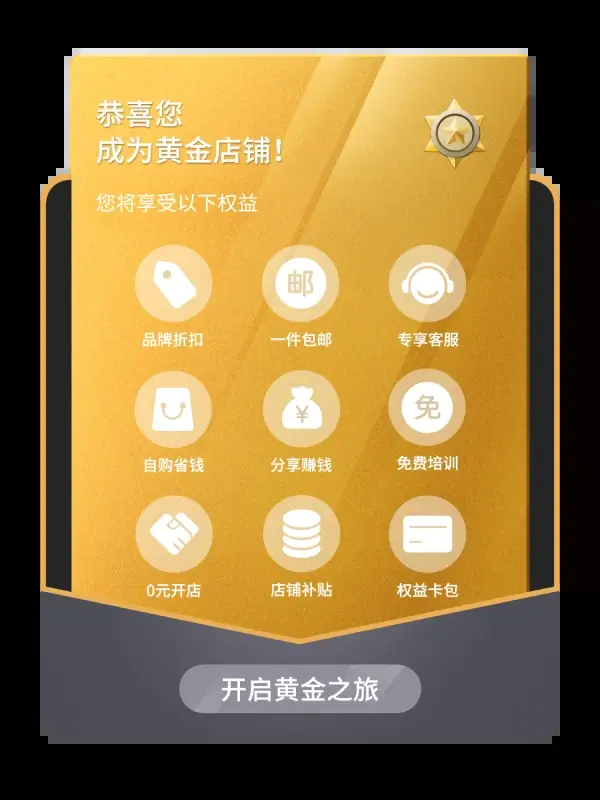 恭喜您
成为黄金店铺！
您将享受以下权益
邮
品牌折扣
一件包邮
专享客服
¥
免
自购省钱
分享赚钱
免费培训
0元开店
店铺补贴
权益卡包
开启黄金之旅